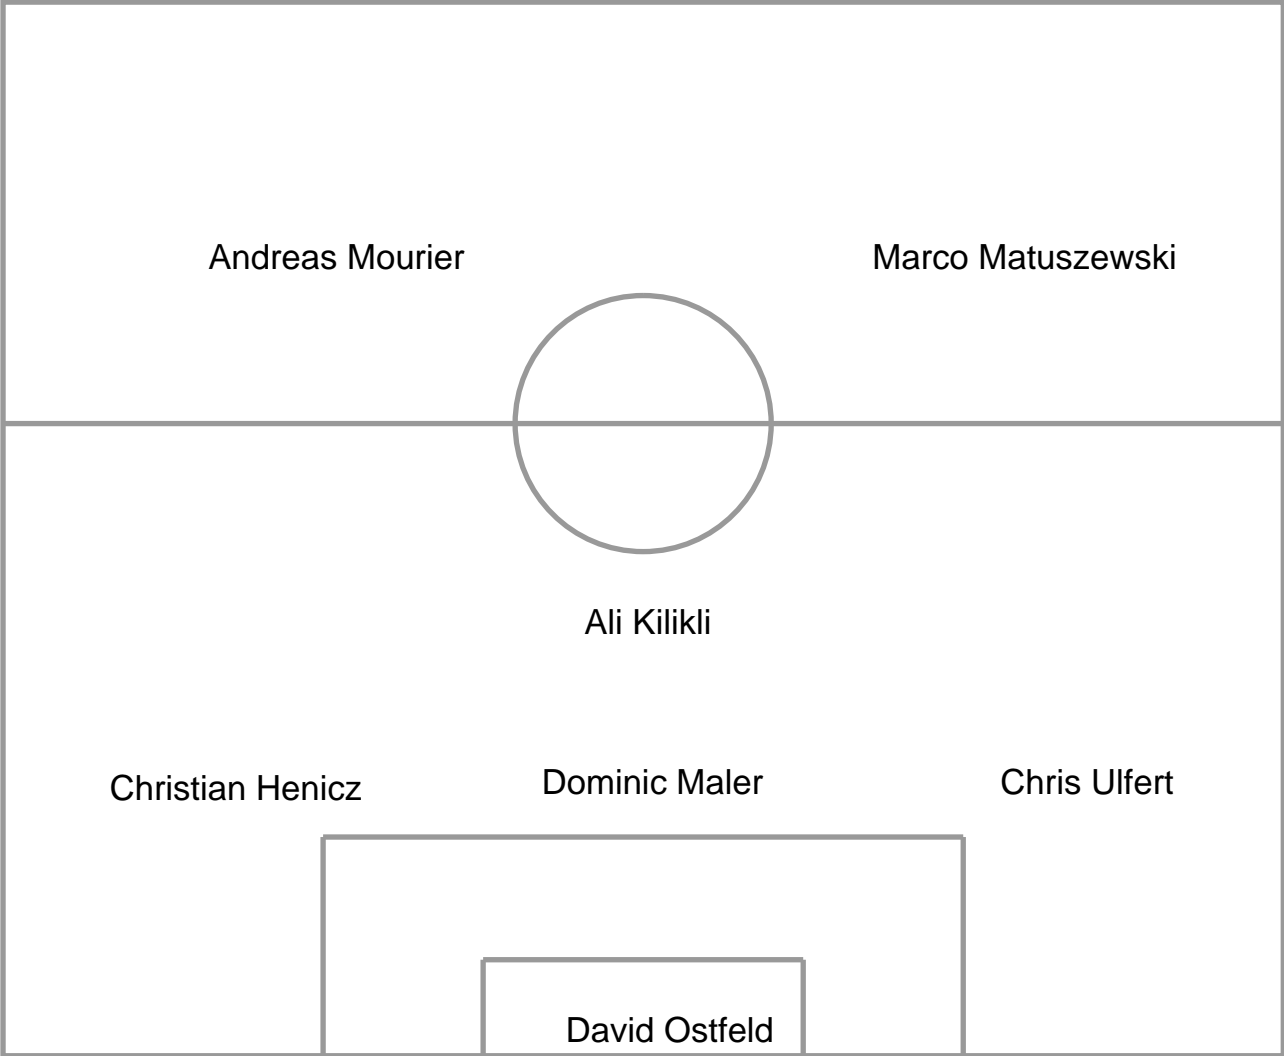 Andreas Mourier
Marco Matuszewski
Ali Kilikli
Christian Henicz
Dominic Maler
Chris Ulfert
David Ostfeld